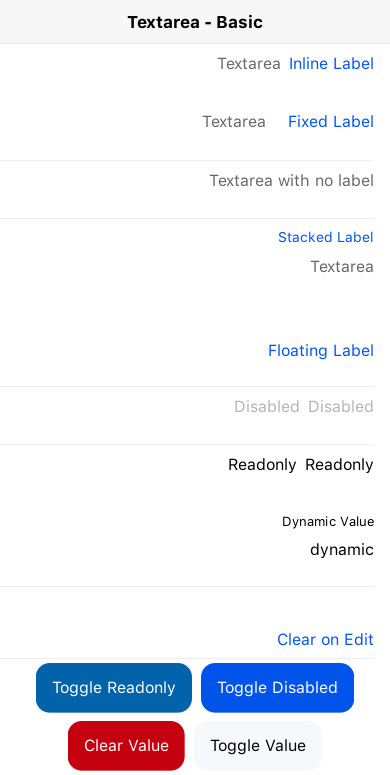 Textarea - Basic
Textarea Inline Label
Textarea Fixed Label
Textarea with no label
Stacked Label
Textarea
Floating Label
Disabled Disabled
Readonly Readonly
Dynamic Value
dynamic
Clear on Edit
Toggle Readonly Toggle Disabled
Clear Value Toggle Value